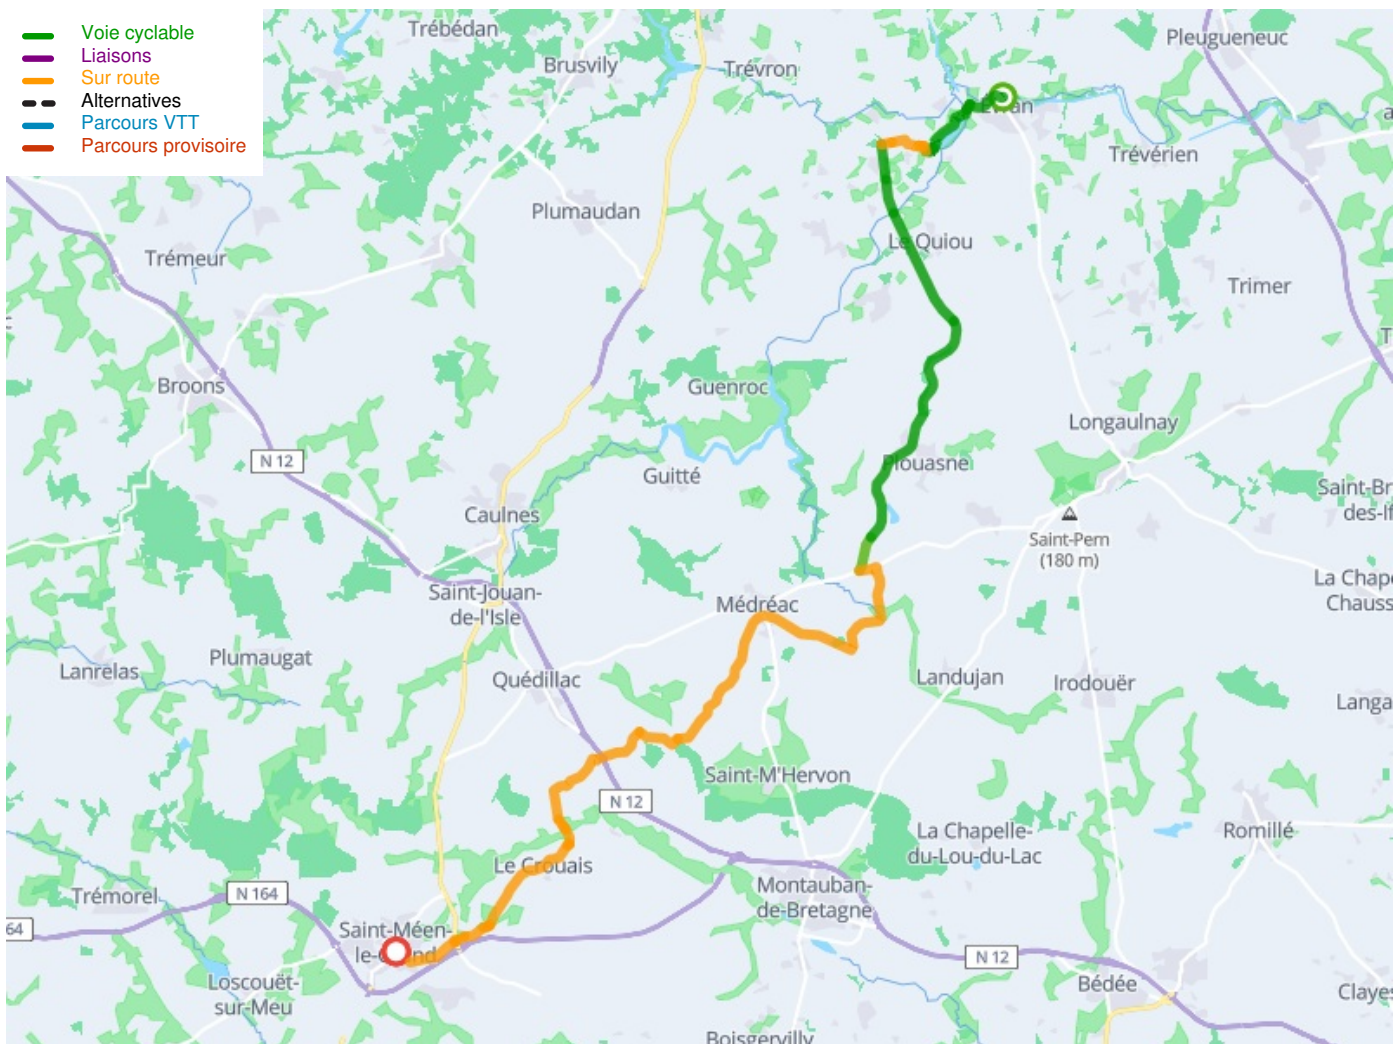 Voie cyclable
Liaisons
Sur route
Alternatives
Parcours VTT
Parcours provisoire
Trébédan
Brusvily
Trévron
Pleugueneuc
Trévérien
Plumaudan
Le Quiou
Trémeur
Trimer
Broons
Guenroc
Longaulnay
N 12
Guitté
Plouasne
Caulnes
Saint-Pern
(180 m)
Saint-Jouan-
de-l'Isle
Médréac
Lanrelas
Plumaugat
Quédillac
Landujan
Irodouër
Saint-M'Hervon
N 12
Le Crouais
La Chapelle-
du-Lou-du-Lac
Romillé
Trémorel
N 164
Montauban-
de-Bretagne
64
Saint-Méen-
N 12
Loscouët-
sur-Meu
Bédée
Boisgervilly